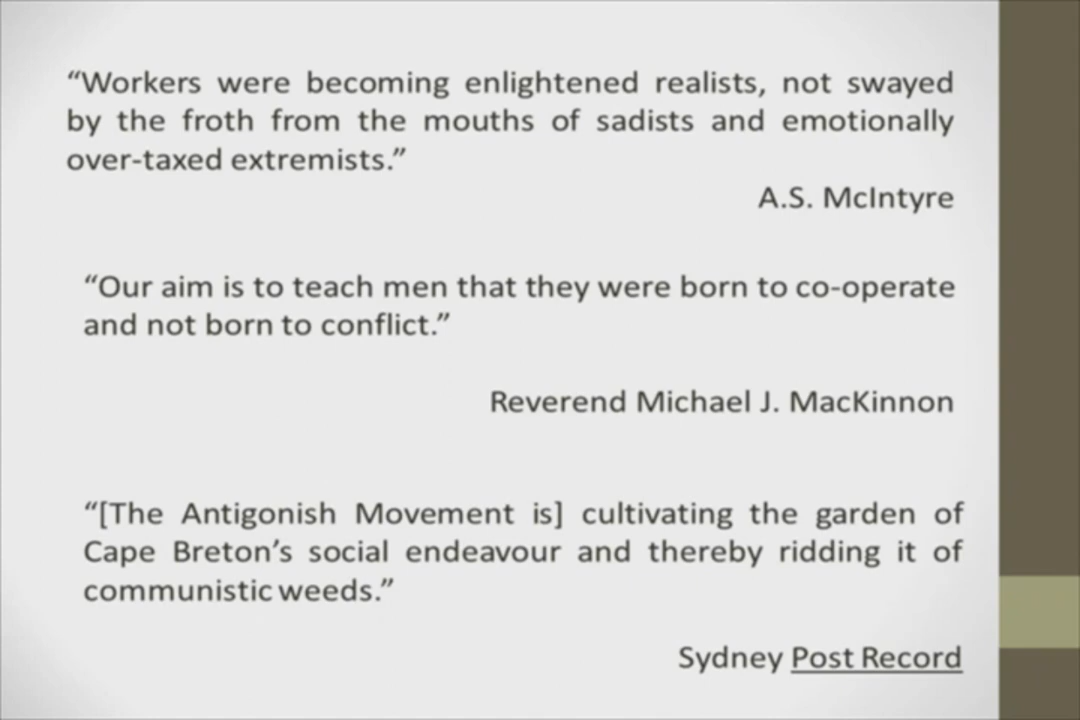 “Workers were becoming enlightened realists, not swayed
by the froth from the mouths of sadists and emotionally
over-taxed extremists.”
A.S. McIntyre
“Our aim is to teach men that they were born to co-operate
and not born to conflict.”
Reverend Michael J. MacKinnon
“[The Antigonish Movement is] cultivating the garden of
Cape Breton’s social endeavour and thereby ridding it of
communistic weeds.”
Sydney Post Record